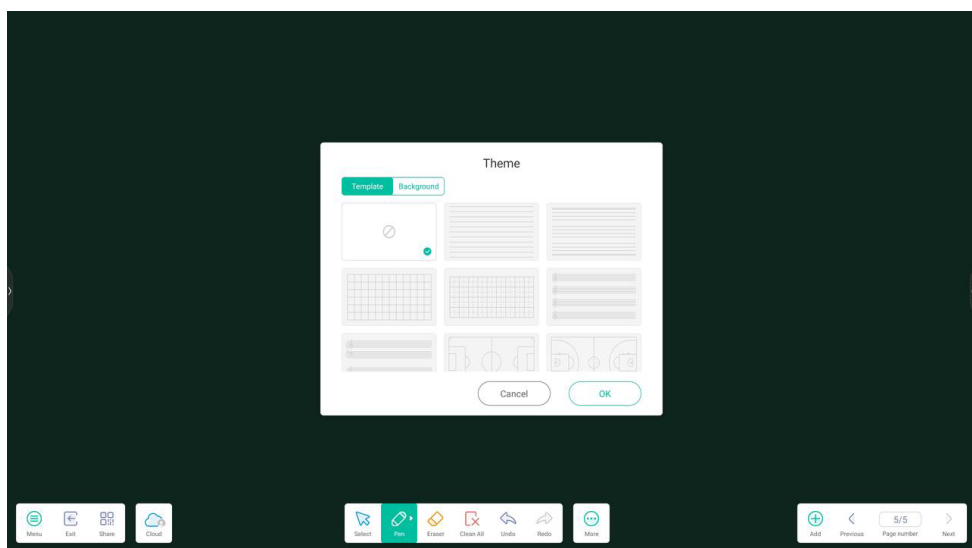 Theme
Template Background
Cancel OK
5/5
Menu Exit Share Cloud Select Pen Eraser Clean All Undo Redo More Add Previous Page number Next